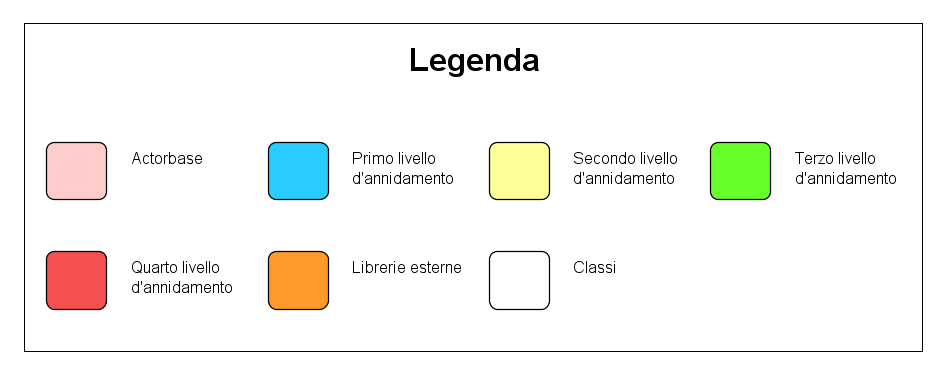 Legenda
Actorbase
Primo livello
d'annidamento
Secondo livello
d'annidamento
Terzo livello
d'annidamento
Quarto livello
d'annidamento
Librerie esterne
Classi